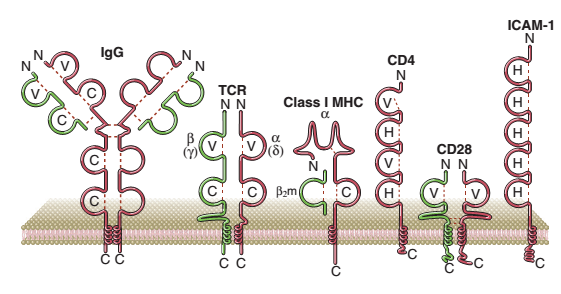 ICAM-1
N
IgG
N N
N N
V
V
C
C
C C
C C
C C
TCR
N N
β
(γ)
V V
α
(δ)
C C
C C
Class I MHC
α
N
β₂m
C
C
CD4
N
V
H
V
H
C
CD28
N N
V V
C C
H
H
H
H
H
C